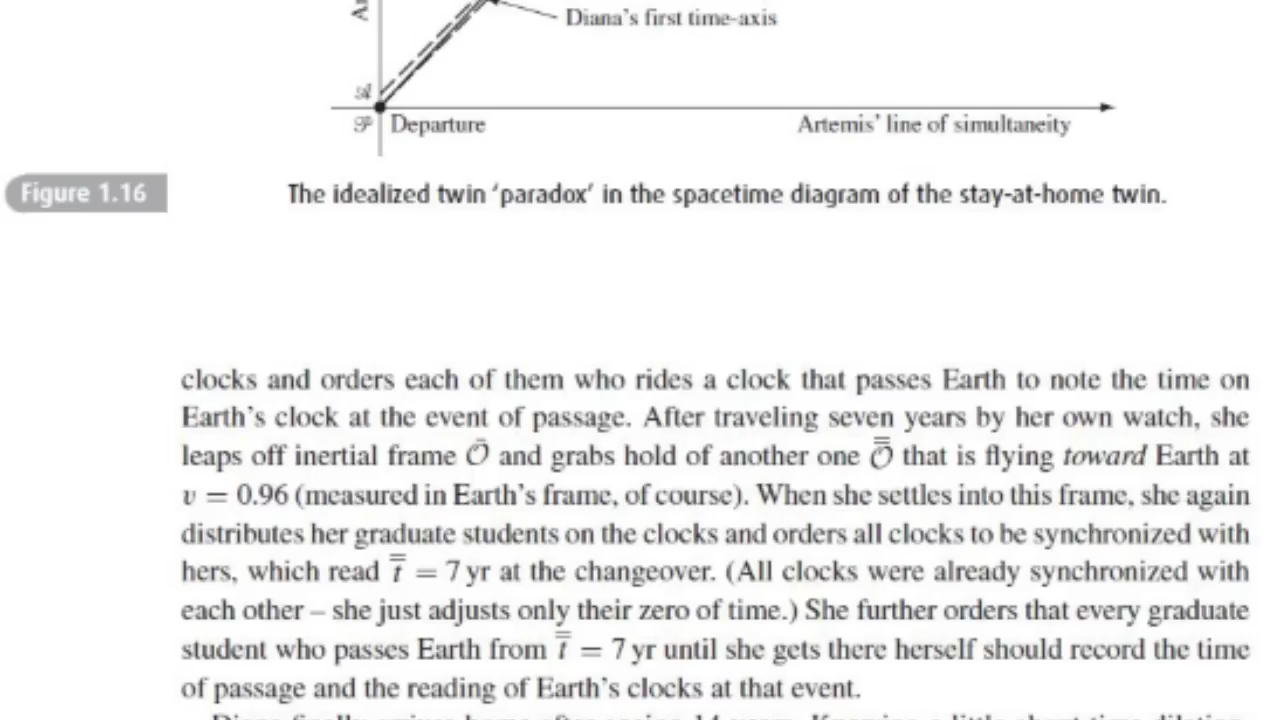 Diana's first time-axis
𝒜
𝒫 Departure
Artemis' line of simultaneity
Figure 1.16
The idealized twin 'paradox' in the spacetime diagram of the stay-at-home twin.
clocks and orders each of them who rides a clock that passes Earth to note the time on
Earth's clock at the event of passage. After traveling seven years by her own watch, she
leaps off inertial frame 𝒪̄ and grabs hold of another one 𝒪̿ that is flying toward Earth at
v = 0.96 (measured in Earth's frame, of course). When she settles into this frame, she again
distributes her graduate students on the clocks and orders all clocks to be synchronized with
hers, which read t̿ = 7 yr at the changeover. (All clocks were already synchronized with
each other – she just adjusts only their zero of time.) She further orders that every graduate
student who passes Earth from t̿ = 7 yr until she gets there herself should record the time
of passage and the reading of Earth's clocks at that event.